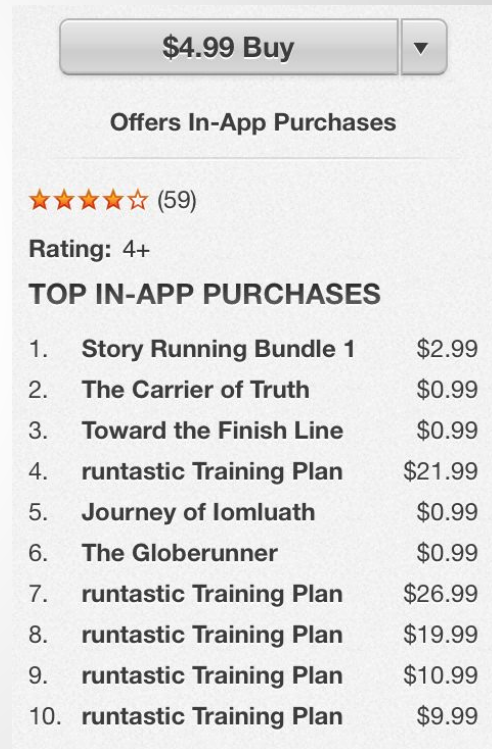 $4.99 Buy
Offers In-App Purchases
(59)
Rating: 4+
TOP IN-APP PURCHASES
1. Story Running Bundle 1 $2.99
2. The Carrier of Truth $0.99
3. Toward the Finish Line $0.99
4. runtastic Training Plan $21.99
5. Journey of Iomluath $0.99
6. The Globerunner $0.99
7. runtastic Training Plan $26.99
8. runtastic Training Plan $19.99
9. runtastic Training Plan $10.99
10. runtastic Training Plan $9.99